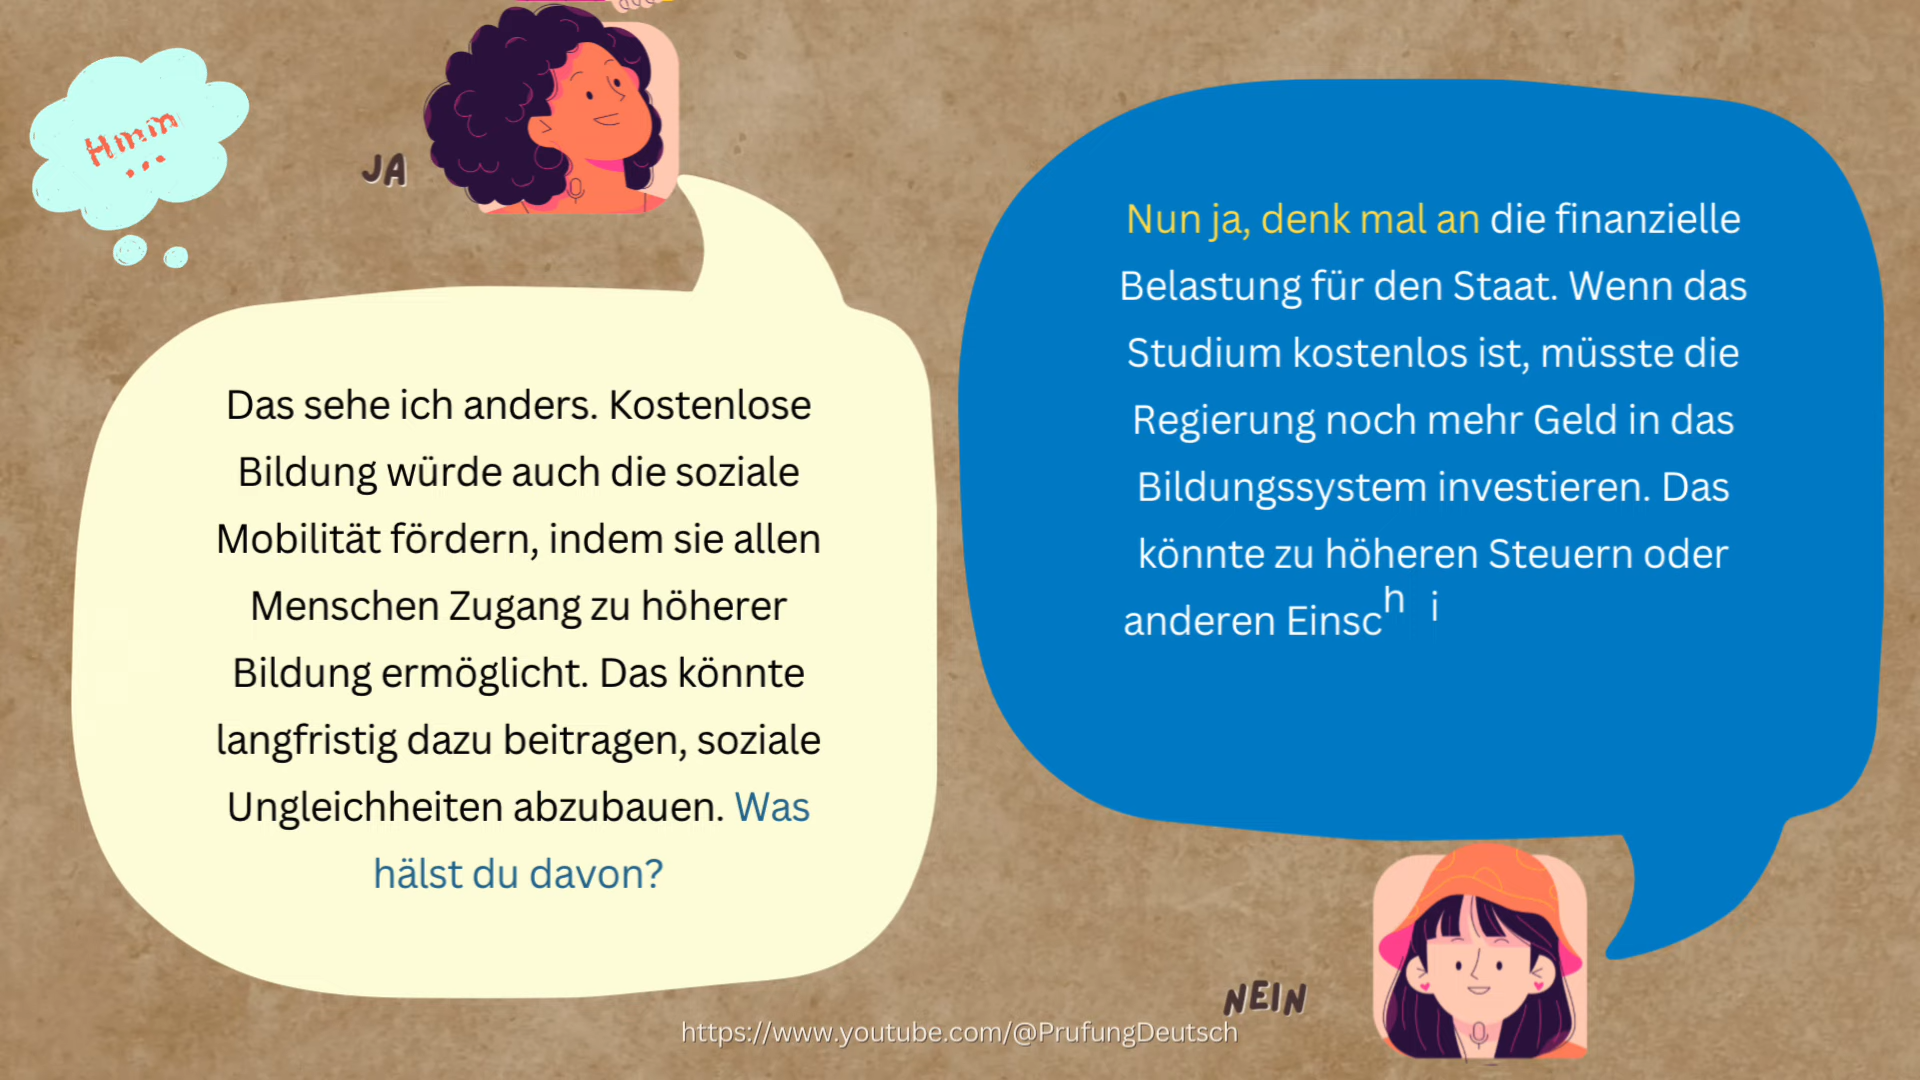 Hmm
...
JA
Das sehe ich anders. Kostenlose
Bildung würde auch die soziale
Mobilität fördern, indem sie allen
Menschen Zugang zu höherer
Bildung ermöglicht. Das könnte
langfristig dazu beitragen, soziale
Ungleichheiten abzubauen. Was
hälst du davon?
Nun ja, denk mal an die finanzielle
Belastung für den Staat. Wenn das
Studium kostenlos ist, müsste die
Regierung noch mehr Geld in das
Bildungssystem investieren. Das
könnte zu höheren Steuern oder
anderen Einsch i
NEIN
https://www.youtube.com/@PrufungDeutsch